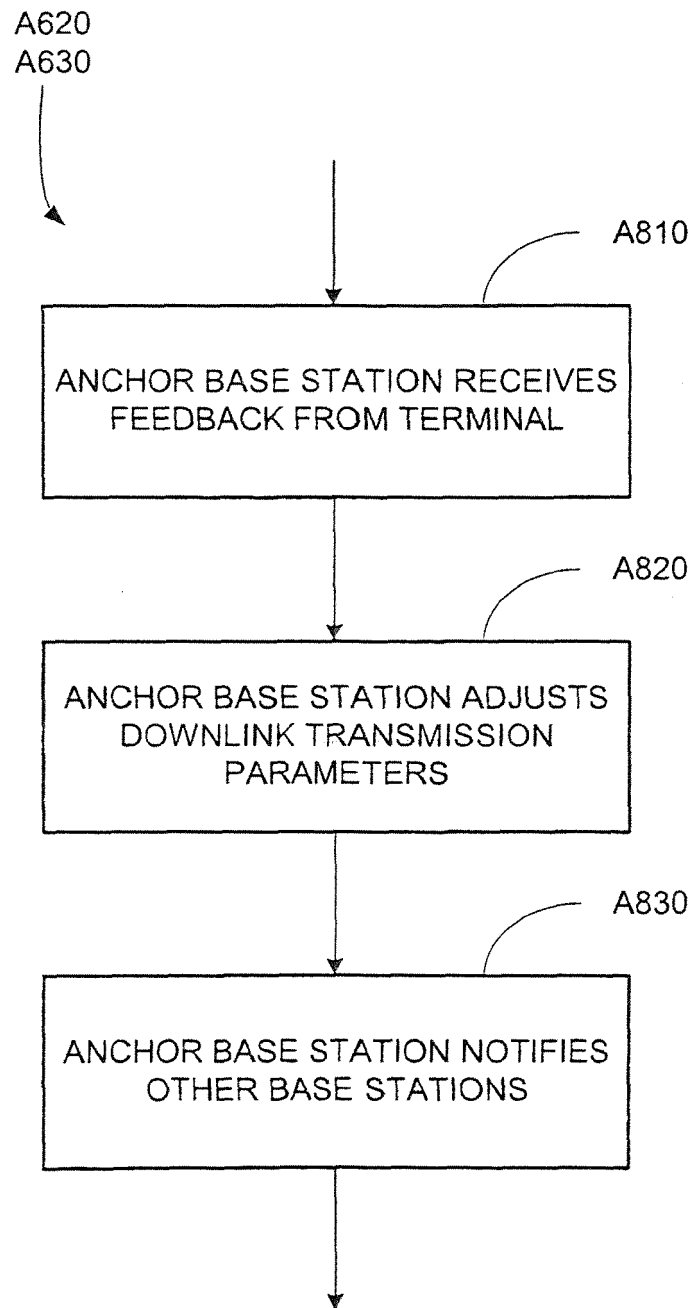 A620
A630
A810
ANCHOR BASE STATION RECEIVES
FEEDBACK FROM TERMINAL
A820
ANCHOR BASE STATION ADJUSTS
DOWNLINK TRANSMISSION
PARAMETERS
A830
ANCHOR BASE STATION NOTIFIES
OTHER BASE STATIONS